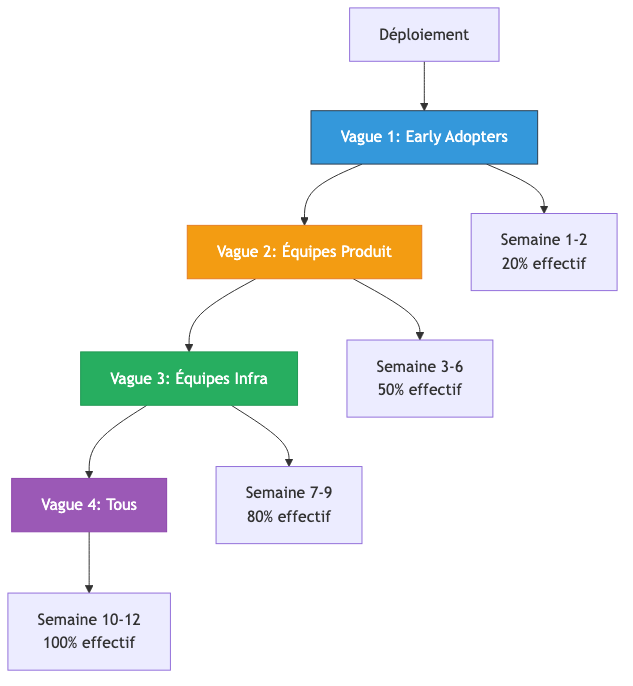 Déploiement
Vague 1: Early Adopters
Semaine 1-2
20% effectif
Vague 2: Équipes Produit
Semaine 3-6
50% effectif
Vague 3: Équipes Infra
Semaine 7-9
80% effectif
Vague 4: Tous
Semaine 10-12
100% effectif